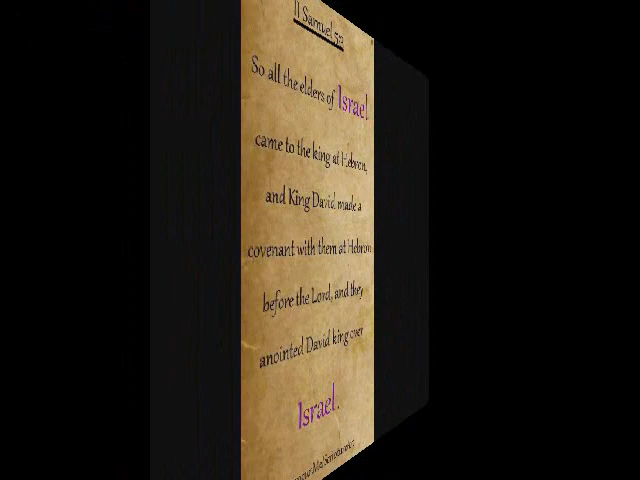 II Samuel 5:3
So all the elders of Israel
came to the king at Hebron,
and King David made a
covenant with them at Hebron
before the Lord, and they
anointed David king over
Israel.